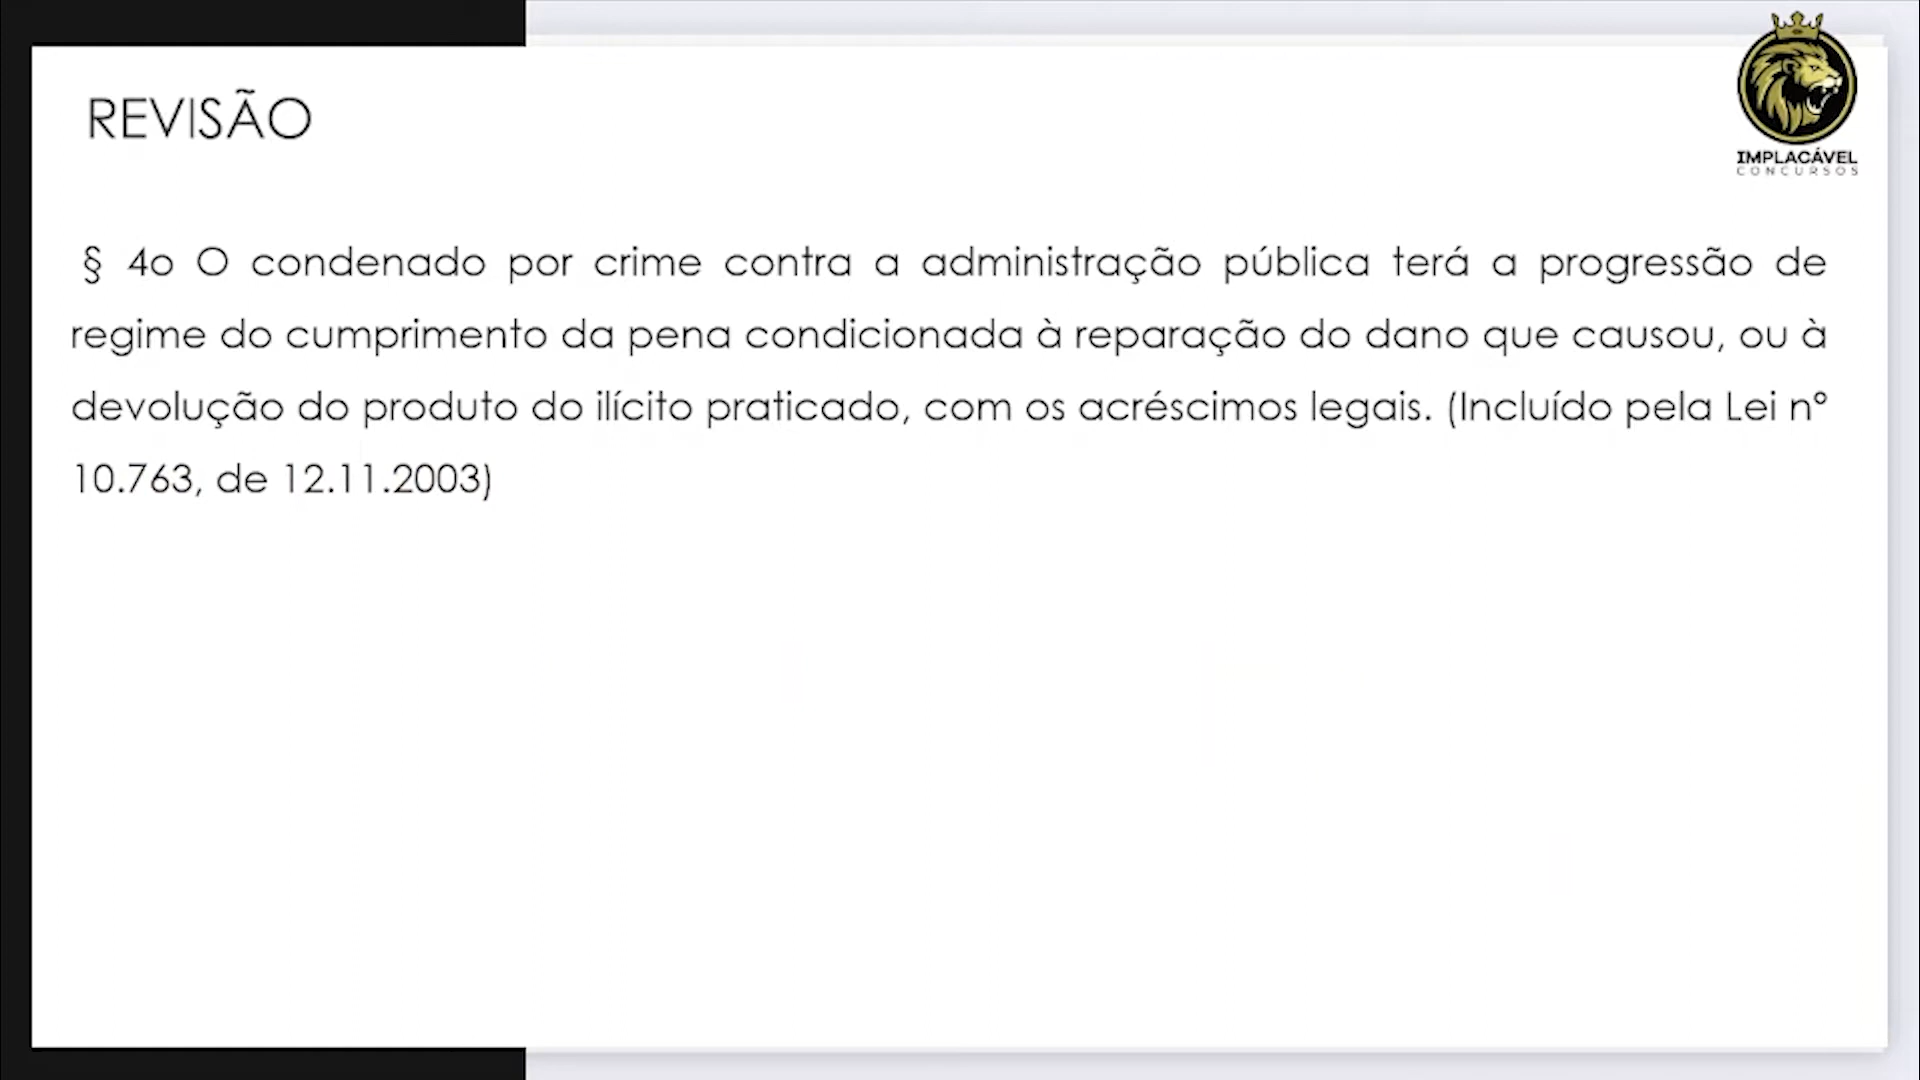 REVISÃO
IMPLACÁVEL
CONCURSOS
§ 4o O condenado por crime contra a administração pública terá a progressão de
regime do cumprimento da pena condicionada à reparação do dano que causou, ou à
devolução do produto do ilícito praticado, com os acréscimos legais. (Incluído pela Lei nº
10.763, de 12.11.2003)